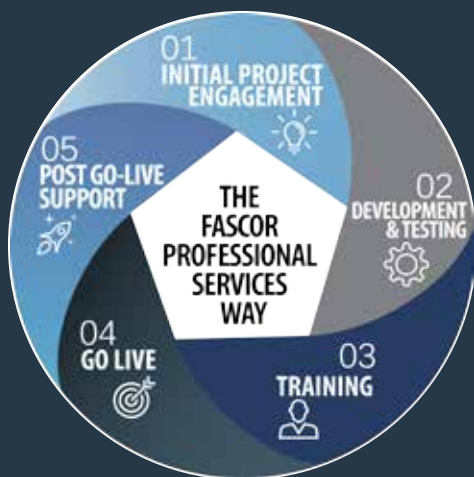 01
INITIAL PROJECT
ENGAGEMENT
02
DEVELOPMENT
& TESTING
03
TRAINING
04
GO LIVE
05
POST GO-LIVE
SUPPORT
THE
FASCOR
PROFESSIONAL
SERVICES
WAY